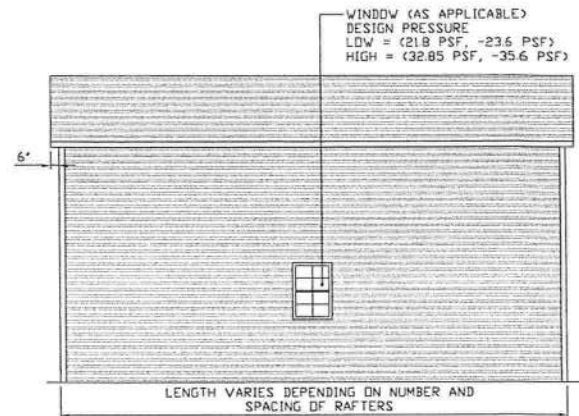 WINDOW (AS APPLICABLE)
DESIGN PRESSURE
LOW = (21.8 PSF, -23.6 PSF)
HIGH = (32.85 PSF, -35.6 PSF)
6"
LENGTH VARIES DEPENDING ON NUMBER AND
SPACING OF RAFTERS